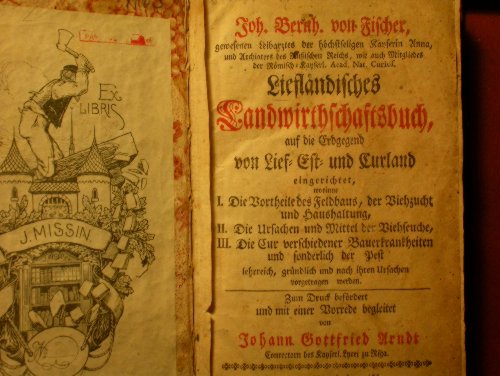 EX
LIBRIS
J. MISSIN
Joh. Bernh. von Fischer,
gewesenen Leibarztes der höchstseligen Kayserin Anna,
und Archiaters des Rußischen Reichs, wie auch Mitgliedes
der Römisch-Kayserl. Acad. Nat. Curios.
Liefländisches
Landwirthschaftsbuch,
auf die Erdgegend
von Lief- Est- und Curland
eingerichtet,
worinne
I. Die Vortheile des Feldbaus, der Viehzucht
und Haushaltung,
II. Die Ursachen und Mittel der Viehseuche,
III. Die Cur verschiedener Bauerkrankheiten
und sonderlich der Pest
lehrreich, gründlich und nach ihren Ursachen
vorgetragen werden.
Zum Druck befördert
und mit einer Vorrede begleitet
von
Johann Gottfried Arndt
Conrectorn des Kayserl. Lycei zu Riga.